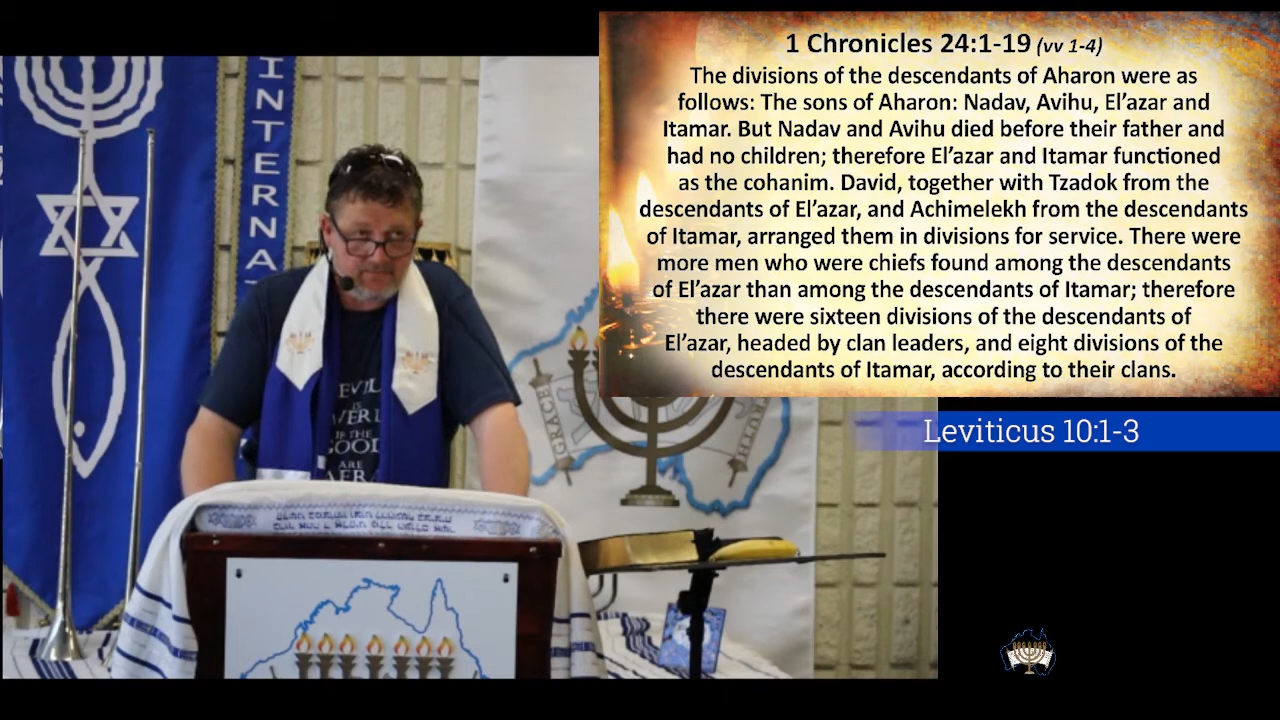 1 Chronicles 24:1-19 (vv 1-4)
The divisions of the descendants of Aharon were as
follows: The sons of Aharon: Nadav, Avihu, El’azar and
Itamar. But Nadav and Avihu died before their father and
had no children; therefore El’azar and Itamar functioned
as the cohanim. David, together with Tzadok from the
descendants of El’azar, and Achimelekh from the descendants
of Itamar, arranged them in divisions for service. There were
more men who were chiefs found among the descendants
of El’azar than among the descendants of Itamar; therefore
there were sixteen divisions of the descendants of
El’azar, headed by clan leaders, and eight divisions of the
descendants of Itamar, according to their clans.
Leviticus 10:1-3
INTERNA
EVIL
IS
IF THE
GOOD
ARE
GRACE
TRUTH